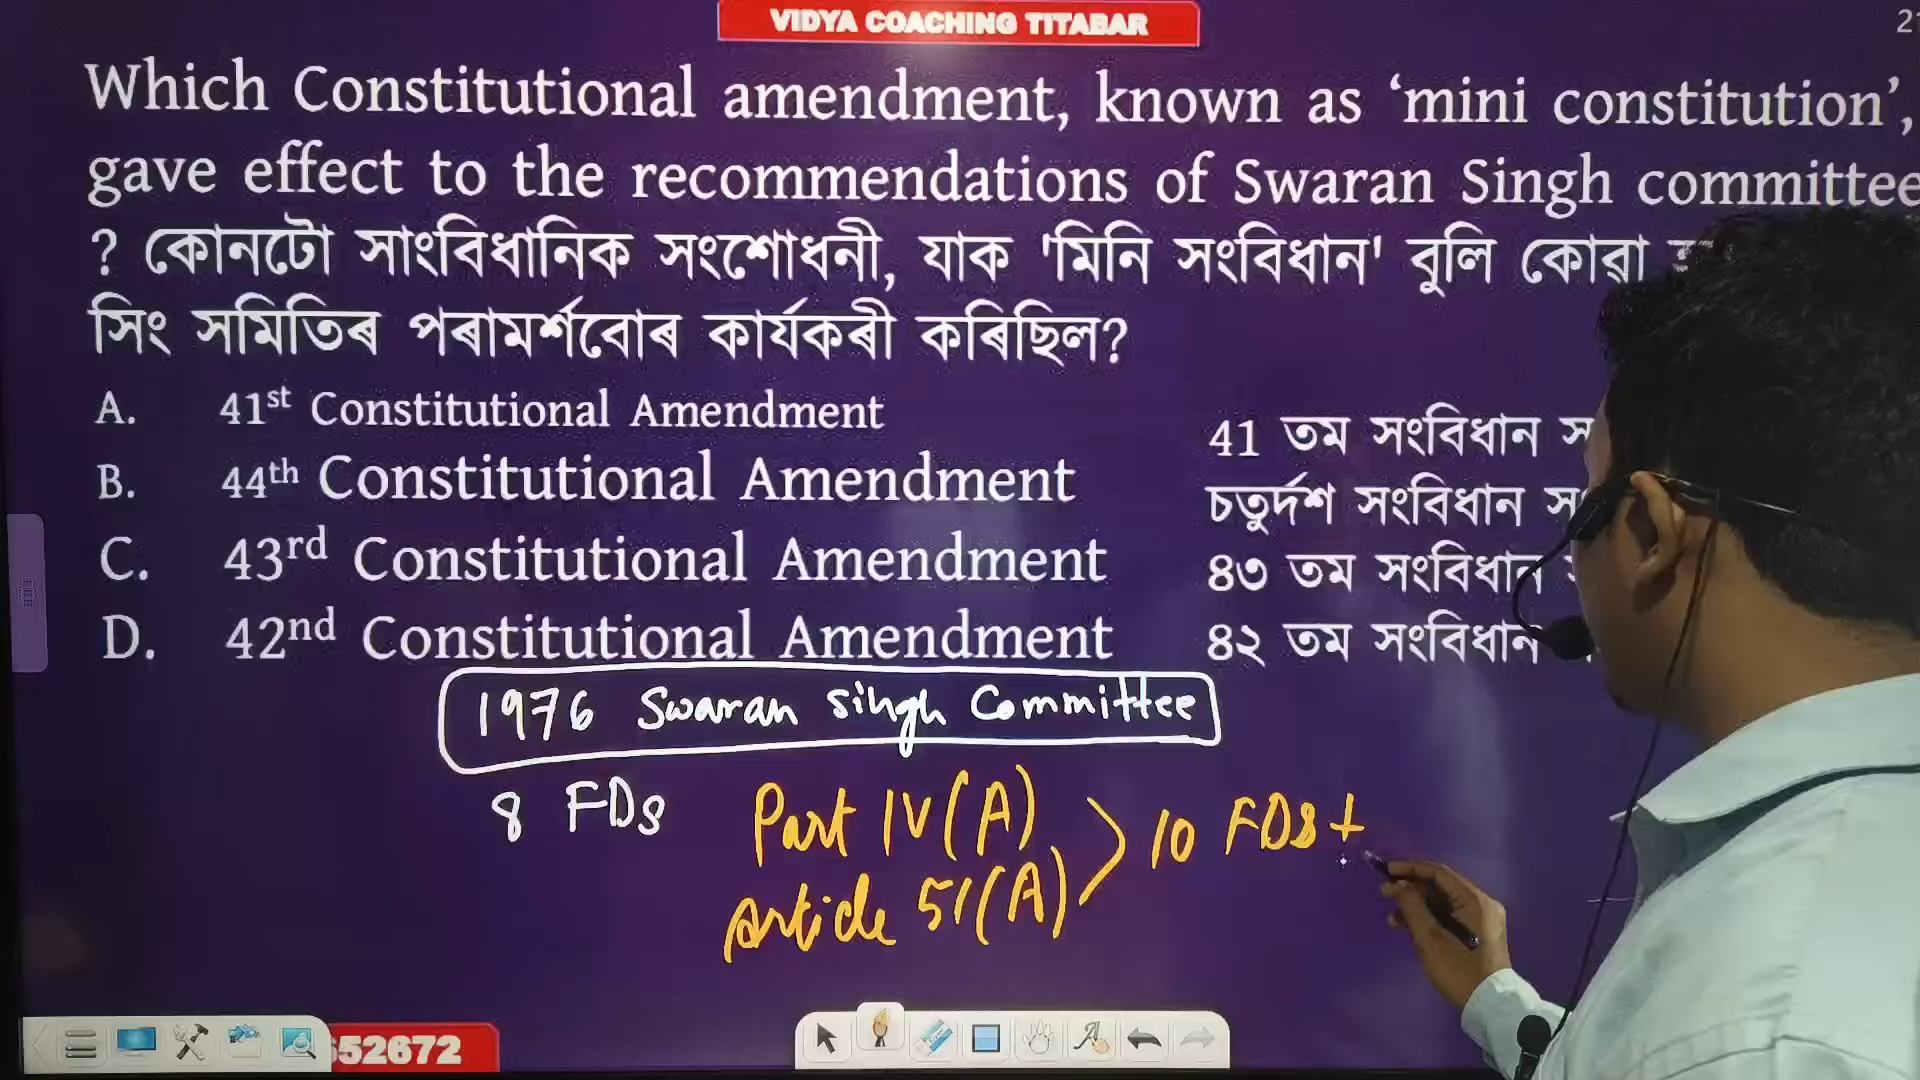 VIDYA COACHING TITABAR
21
Which Constitutional amendment, known as ‘mini constitution’,
gave effect to the recommendations of Swaran Singh committee
? কোনটো সাংবিধানিক সংশোধনী, যাক 'মিনি সংবিধান' বুলি কোৱা
সিং সমিতিৰ পৰামৰ্শবোৰ কাৰ্যকৰী কৰিছিল?
A. 41st Constitutional Amendment
41 তম সংবিধান
B. 44th Constitutional Amendment
চতুৰ্দশ সংবিধান
C. 43rd Constitutional Amendment
৪৩ তম সংবিধান
D. 42nd Constitutional Amendment
৪২ তম সংবিধান
1976 Swaran Singh Committee
8 FDs
Part IV(A)
Article 51(A)
10 FDs +
52672